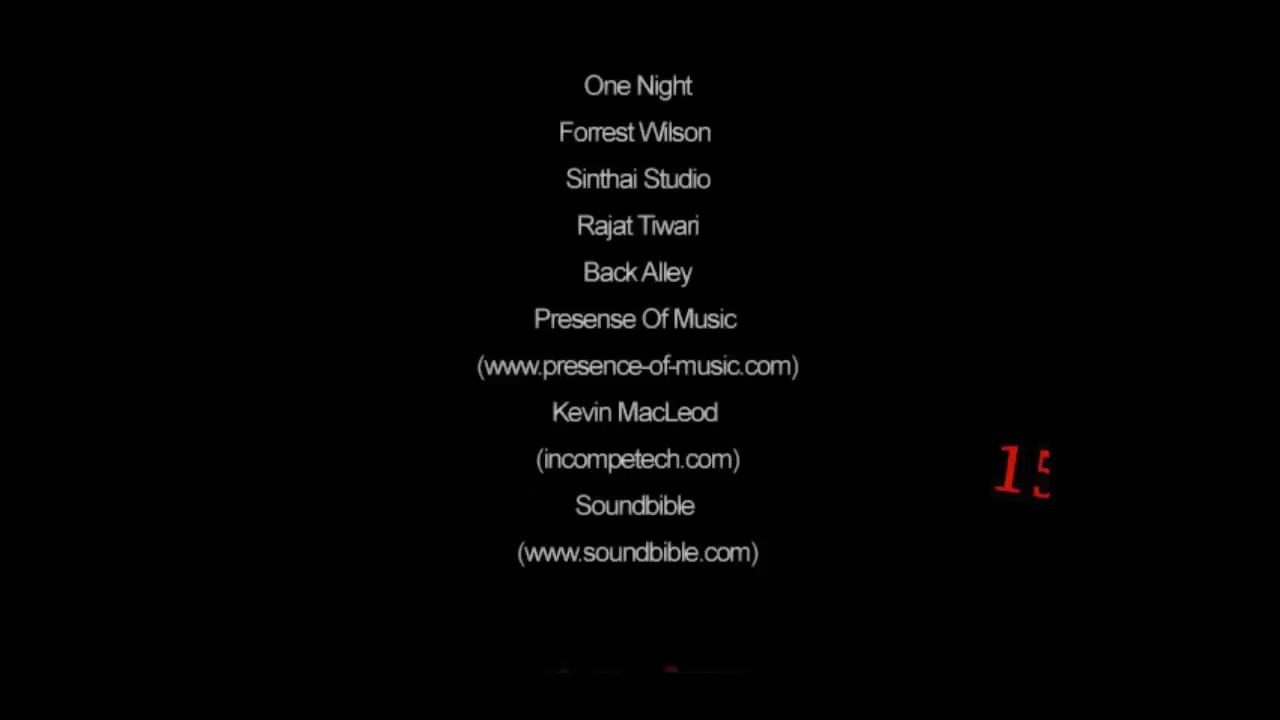 One Night
Forrest Wilson
Sinthai Studio
Rajat Tiwari
Back Alley
Presense Of Music
(www.presence-of-music.com)
Kevin MacLeod
(incompetech.com)
15
Soundbible
(www.soundbible.com)